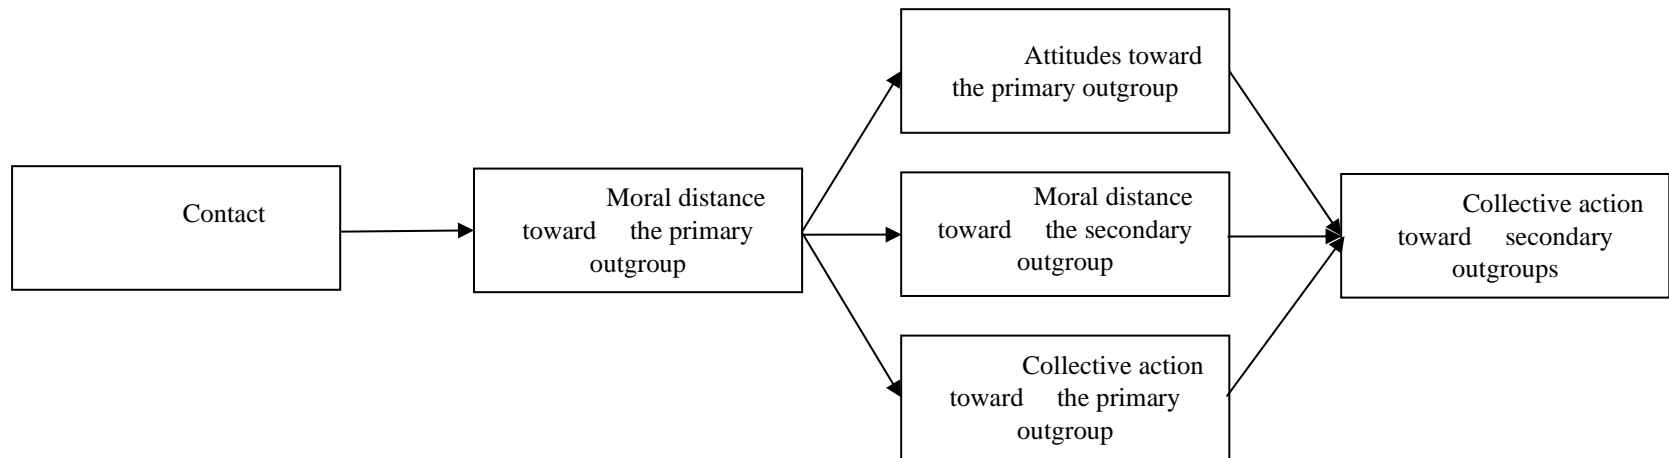 Contact
Moral distance
toward the primary
outgroup
Attitudes toward
the primary outgroup
Moral distance
toward the secondary
outgroup
Collective action
toward the primary
outgroup
Collective action
toward secondary
outgroups